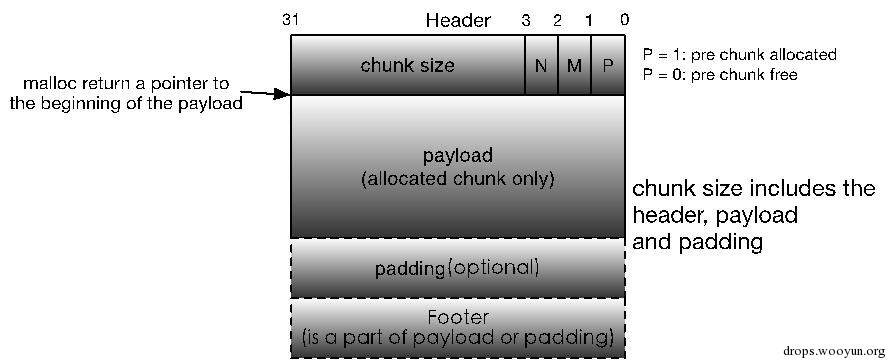 31 Header 3 2 1 0
chunk size N M P
P = 1: pre chunk allocated
P = 0: pre chunk free
malloc return a pointer to
the beginning of the payload
payload
(allocated chunk only)
chunk size includes the
header, payload
and padding
padding(optional)
Footer
(is a part of payload or padding)
drops.wooyun.org